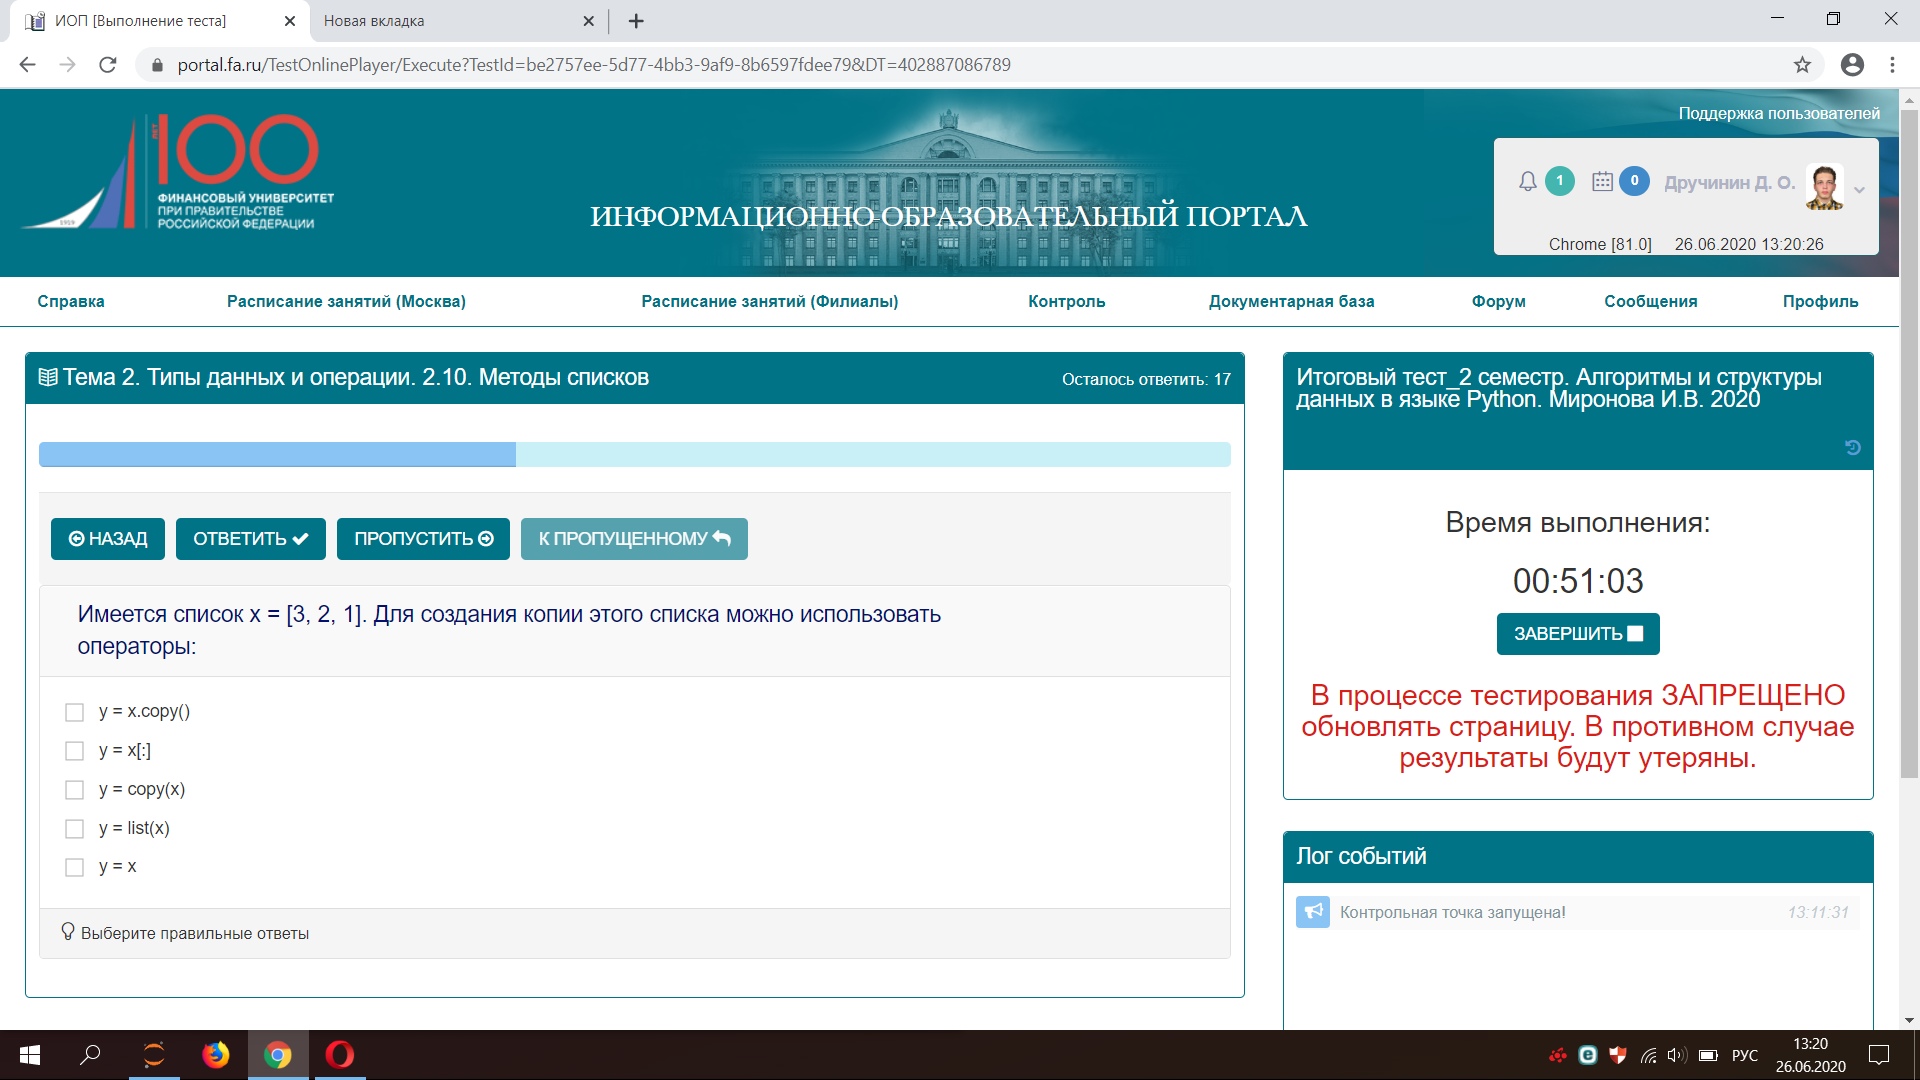 ИОП [Выполнение теста]
Новая вкладка
portal.fa.ru/TestOnlinePlayer/Execute?TestId=be2757ee-5d77-4bb3-9af9-8b6597fdee79&DT=402887086789
Поддержка пользователей
100
ЛЕТ
ФИНАНСОВЫЙ УНИВЕРСИТЕТ
ПРИ ПРАВИТЕЛЬСТВЕ
РОССИЙСКОЙ ФЕДЕРАЦИИ
1919
ИНФОРМАЦИОННО-ОБРАЗОВАТЕЛЬНЫЙ ПОРТАЛ
1
0
Дручинин Д. О.
Chrome [81.0] 26.06.2020 13:20:26
Справка
Расписание занятий (Москва)
Расписание занятий (Филиалы)
Контроль
Документарная база
Форум
Сообщения
Профиль
Тема 2. Типы данных и операции. 2.10. Методы списков
Осталось ответить: 17
НАЗАД
ОТВЕТИТЬ
ПРОПУСТИТЬ
К ПРОПУЩЕННОМУ
Имеется список x = [3, 2, 1]. Для создания копии этого списка можно использовать
операторы:
y = x.copy()
y = x[:]
y = copy(x)
y = list(x)
y = x
Выберите правильные ответы
Итоговый тест_2 семестр. Алгоритмы и структуры
данных в языке Python. Миронова И.В. 2020
Время выполнения:
00:51:03
ЗАВЕРШИТЬ
В процессе тестирования ЗАПРЕЩЕНО
обновлять страницу. В противном случае
результаты будут утеряны.
Лог событий
Контрольная точка запущена!
13:11:31
РУС
13:20
26.06.2020